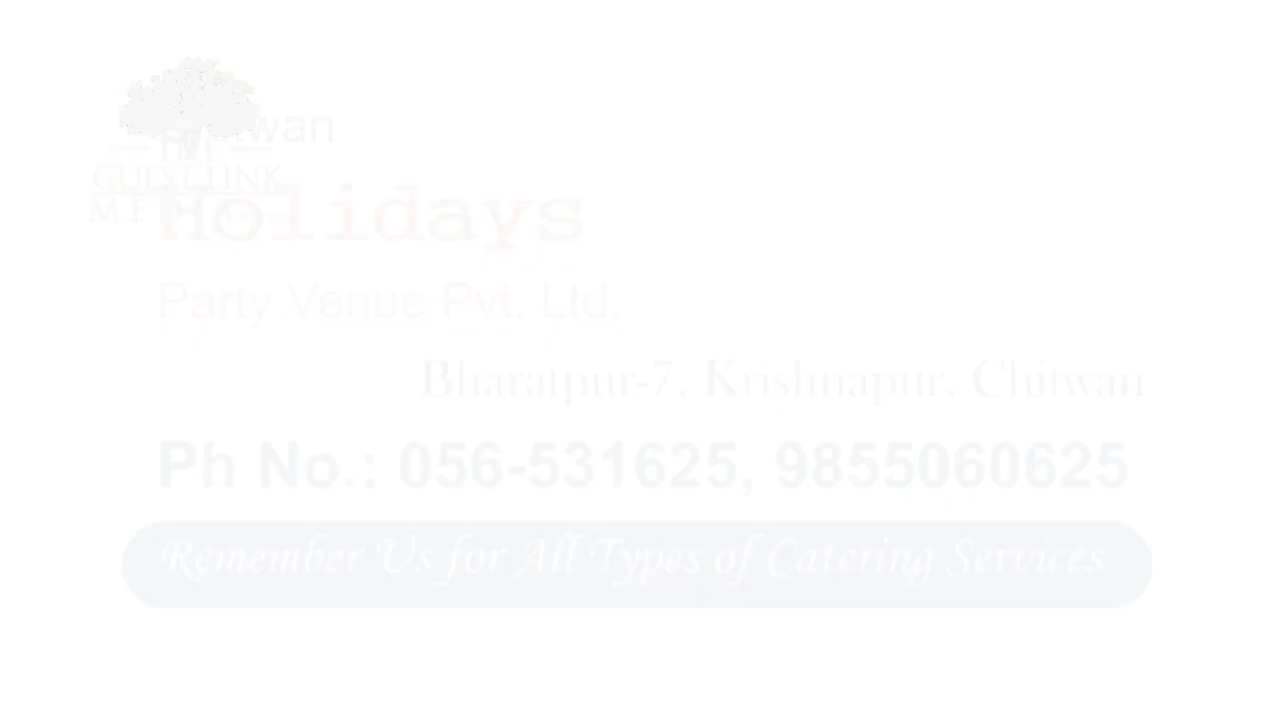 Chitwan
Holidays
Party Venue Pvt. Ltd.
Bharatpur-7, Krishnapur, Chitwan
Ph No.: 056-531625, 9855060625
Remember Us for All Types of Catering Services